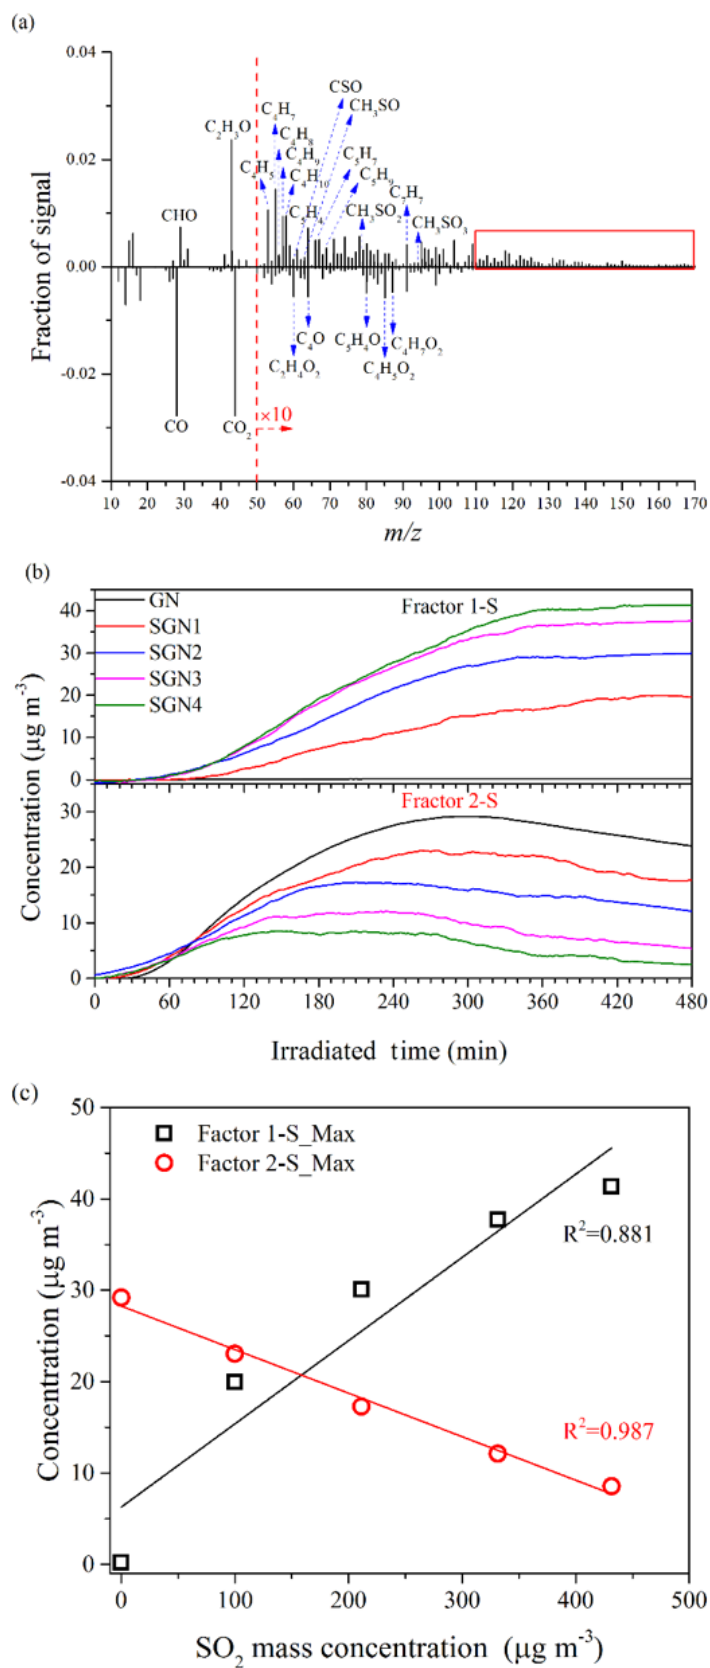 (a)
0.04
0.02
0.00
-0.02
-0.04
Fraction of signal
CSO
CH₃SO
C₄H₇
C₂H₃O
C₄H₈
C₄H₉
C₅H₇
C₄H₅
C₄H₁₀
C₅H₉
C₇H₇
CHO
C₅H₄
CH₃SO₂
CH₃SO₃
C₄O
C₅H₄O
C₄H₇O₂
C₂H₄O₂
C₄H₅O₂
×10
CO
CO₂
10 20 30 40 50 60 70 80 90 100 110 120 130 140 150 160 170
m/z
(b)
GN
SGN1
SGN2
SGN3
SGN4
Fractor 1-S
40
30
20
10
0
Fractor 2-S
30
20
10
0
Concentration (μg m⁻³)
0 60 120 180 240 300 360 420 480
Irradiated time (min)
(c)
50
40
30
20
10
0
Concentration (μg m⁻³)
Factor 1-S_Max
Factor 2-S_Max
R²=0.881
R²=0.987
0 100 200 300 400 500
SO₂ mass concentration (μg m⁻³)